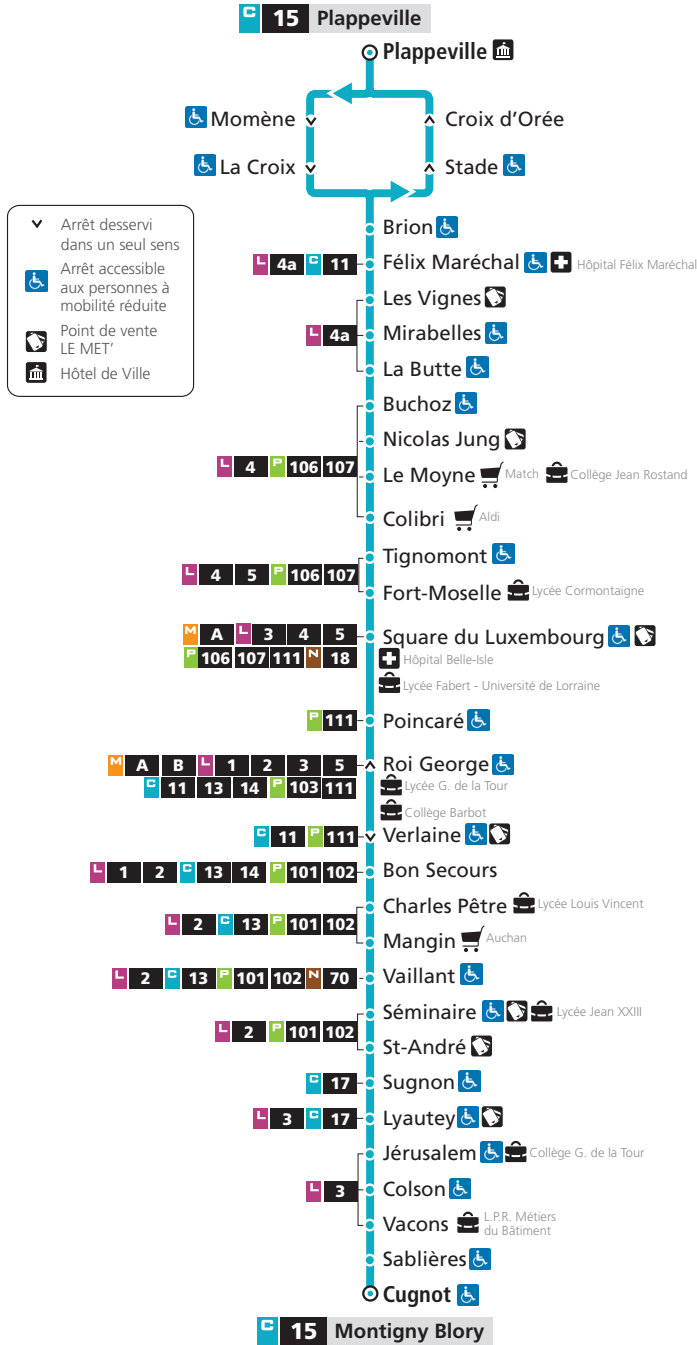 C 15 Plappeville
Plappeville
Momène
Croix d'Orée
La Croix
Stade
Arrêt desservi
dans un seul sens
Arrêt accessible
aux personnes à
mobilité réduite
Point de vente
LE MET'
Hôtel de Ville
Brion
L 4a C 11 Félix Maréchal Hôpital Félix Maréchal
Les Vignes
L 4a Mirabelles
La Butte
Buchoz
Nicolas Jung
L 4 P 106 107 Le Moyne Match Collège Jean Rostand
Colibri Aldi
Tignomont
L 4 5 P 106 107
Fort-Moselle Lycée Cormontaigne
M A L 3 4 5 Square du Luxembourg
P 106 107 111 N 18 Hôpital Belle-Isle
Lycée Fabert - Université de Lorraine
P 111 Poincaré
M A B L 1 2 3 5 Roi George
C 11 13 14 P 103 111 Lycée G. de la Tour
Collège Barbot
C 11 P 111 Verlaine
L 1 2 C 13 14 P 101 102 Bon Secours
Charles Pêtre Lycée Louis Vincent
L 2 C 13 P 101 102
Mangin Auchan
L 2 C 13 P 101 102 N 70 Vaillant
Séminaire Lycée Jean XXIII
L 2 P 101 102
St-André
C 17 Sugnon
L 3 C 17 Lyautey
Jérusalem Collège G. de la Tour
L 3 Colson
Vacons L.P.R. Métiers
du Bâtiment
Sablières
Cugnot
C 15 Montigny Blory